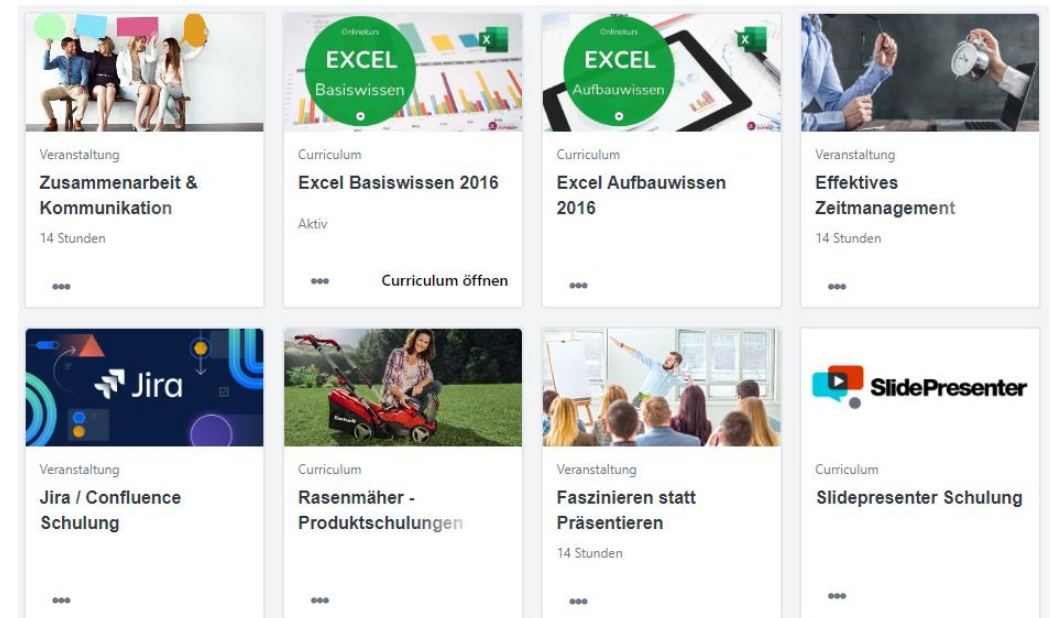 Onlinekurs
EXCEL
Basiswissen
Onlinekurs
EXCEL
Aufbauwissen
Veranstaltung
Zusammenarbeit &
Kommunikation
14 Stunden
Curriculum
Excel Basiswissen 2016
Aktiv
Curriculum öffnen
Curriculum
Excel Aufbauwissen
2016
Veranstaltung
Effektives
Zeitmanagement
14 Stunden
Jira
Veranstaltung
Jira / Confluence
Schulung
Einhell
Curriculum
Rasenmäher -
Produktschulungen
Veranstaltung
Faszinieren statt
Präsentieren
14 Stunden
SlidePresenter
Curriculum
Slidepresenter Schulung